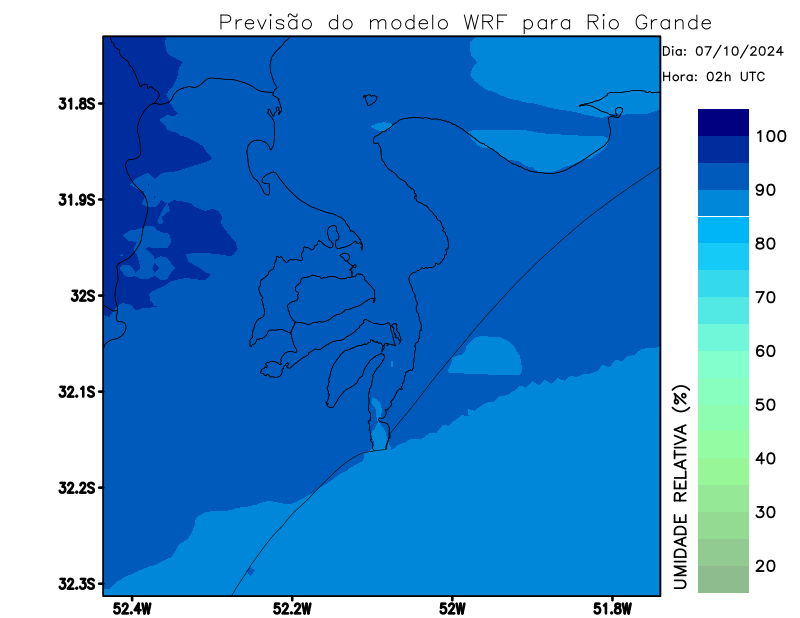 Previsão do modelo WRF para Rio Grande
Dia: 07/10/2024
Hora: 02h UTC
31.8S
31.9S
32S
32.1S
32.2S
32.3S
52.4W
52.2W
52W
51.8W
UMIDADE RELATIVA (%)
100
90
80
70
60
50
40
30
20